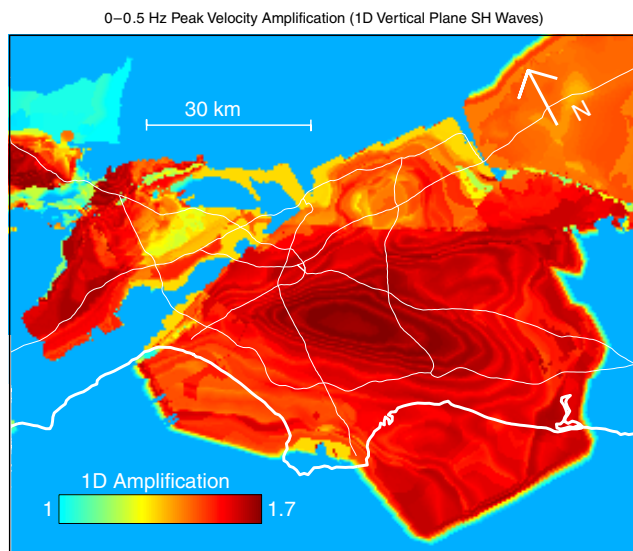 0−0.5 Hz Peak Velocity Amplification (1D Vertical Plane SH Waves)
30 km
N
1D Amplification
1 1.7